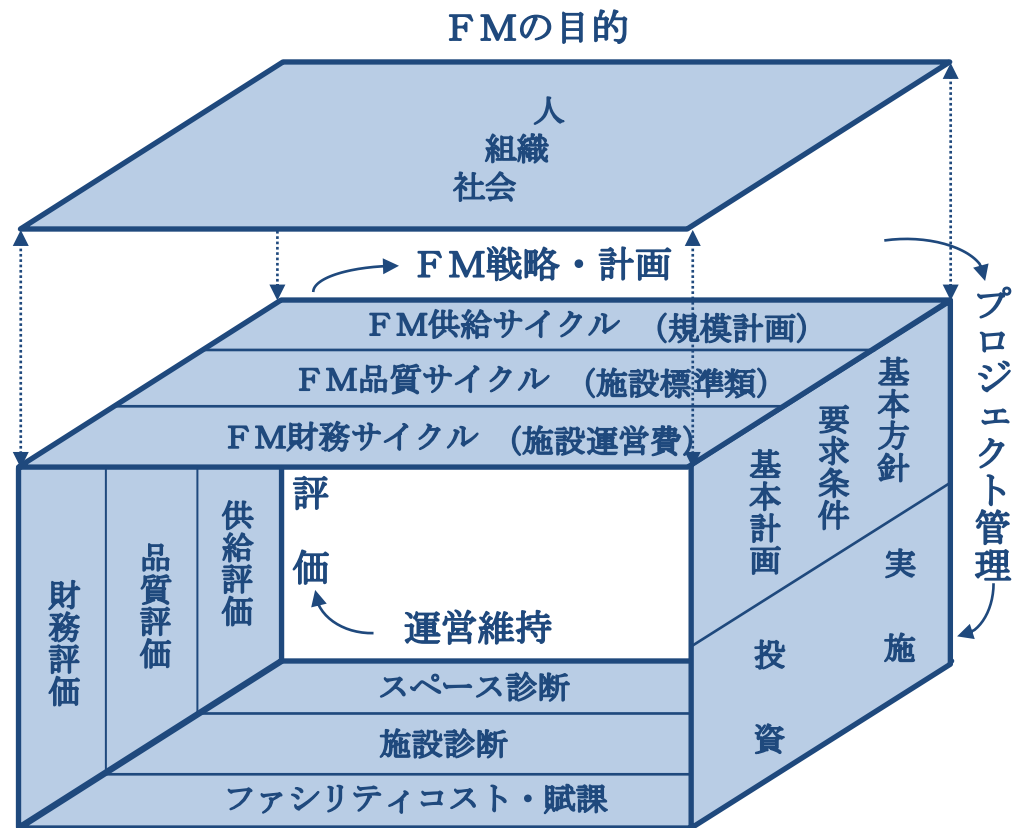 ＦＭの目的
人
組織
社会
ＦＭ戦略・計画
ＦＭ供給サイクル （規模計画）
ＦＭ品質サイクル （施設標準類）
ＦＭ財務サイクル （施設運営費）
プロジェクト管理
基本方針
要求条件
基本計画
実施
投資
評価
供給評価
品質評価
財務評価
運営維持
スペース診断
施設診断
ファシリティコスト・賦課